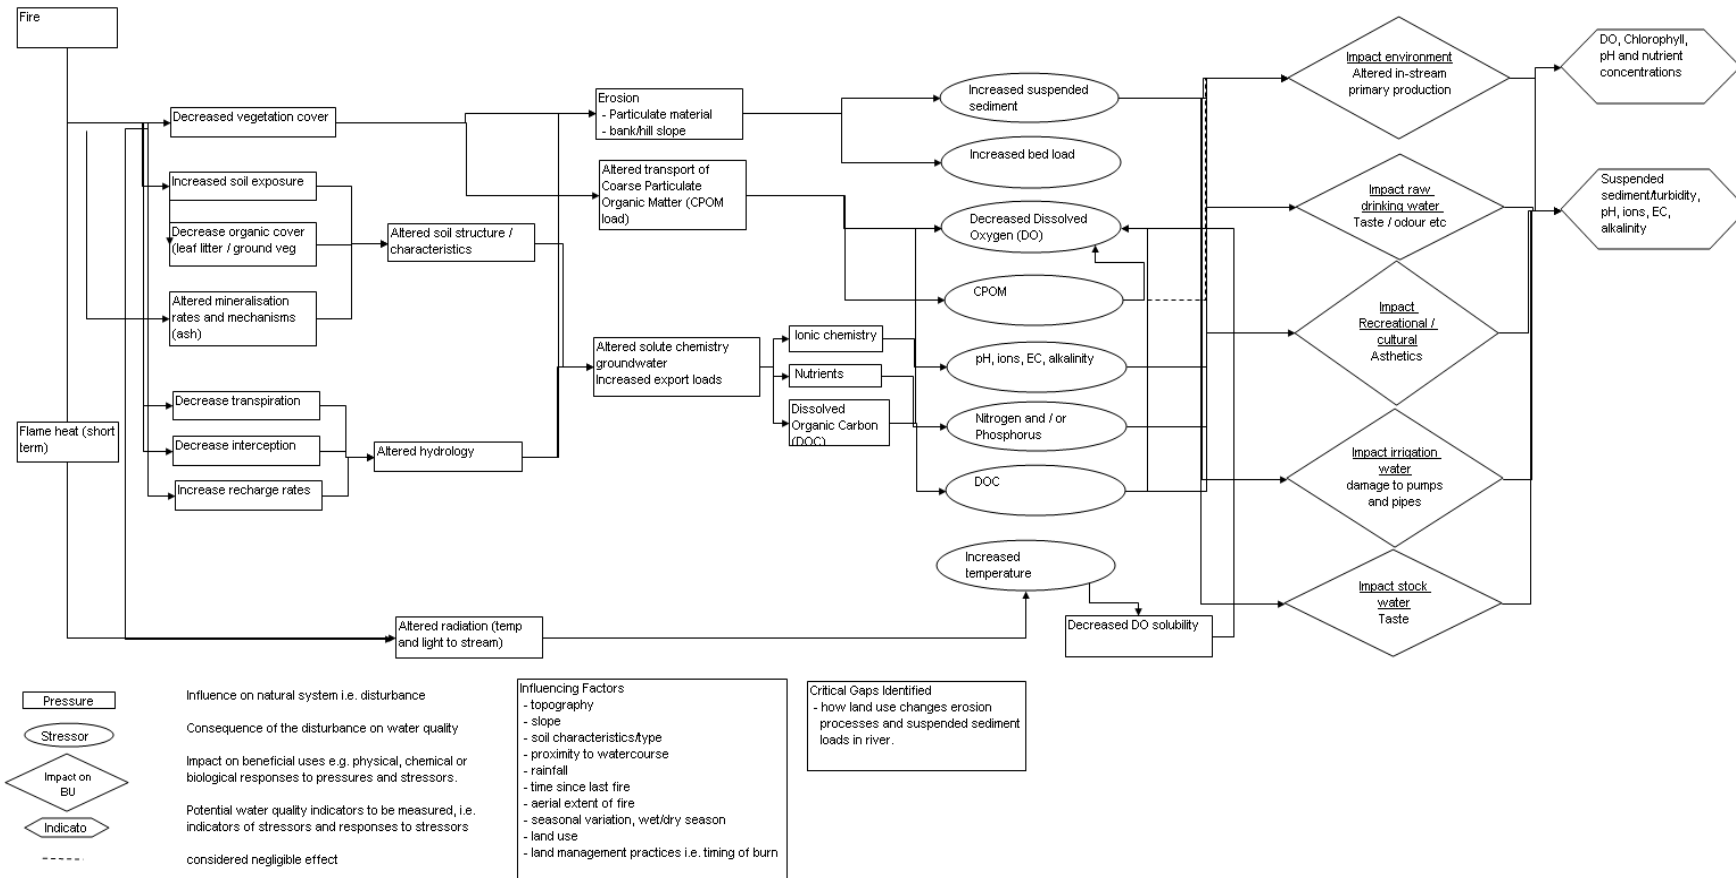 Fire
Decreased vegetation cover
Increased soil exposure
Decrease organic cover
(leaf litter / ground veg
Altered mineralisation
rates and mechanisms
(ash)
Decrease transpiration
Decrease interception
Increase recharge rates
Flame heat (short
term)
Altered soil structure /
characteristics
Altered hydrology
Altered radiation (temp
and light to stream)
Erosion
- Particulate material
- bank/hill slope
Altered transport of
Coarse Particulate
Organic Matter (CPOM
load)
Altered solute chemistry
groundwater
Increased export loads
Ionic chemistry
Nutrients
Dissolved
Organic Carbon
(DOC)
Increased suspended
sediment
Increased bed load
Decreased Dissolved
Oxygen (DO)
CPOM
pH, ions, EC, alkalinity
Nitrogen and / or
Phosphorus
DOC
Increased
temperature
Decreased DO solubility
Impact environment
Altered in-stream
primary production
Impact raw
drinking water
Taste / odour etc
Impact
Recreational /
cultural
Asthetics
Impact irrigation
water
damage to pumps
and pipes
Impact stock
water
Taste
DO, Chlorophyll,
pH and nutrient
concentrations
Suspended
sediment/turbidity,
pH, ions, EC,
alkalinity
Pressure
Influence on natural system i.e. disturbance
Stressor
Consequence of the disturbance on water quality
Impact on
BU
Impact on beneficial uses e.g. physical, chemical or
biological responses to pressures and stressors.
Indicato
Potential water quality indicators to be measured, i.e.
indicators of stressors and responses to stressors
considered negligible effect
Influencing Factors
- topography
- slope
- soil characteristics/type
- proximity to watercourse
- rainfall
- time since last fire
- aerial extent of fire
- seasonal variation, wet/dry season
- land use
- land management practices i.e. timing of burn
Critical Gaps Identified
- how land use changes erosion
processes and suspended sediment
loads in river.